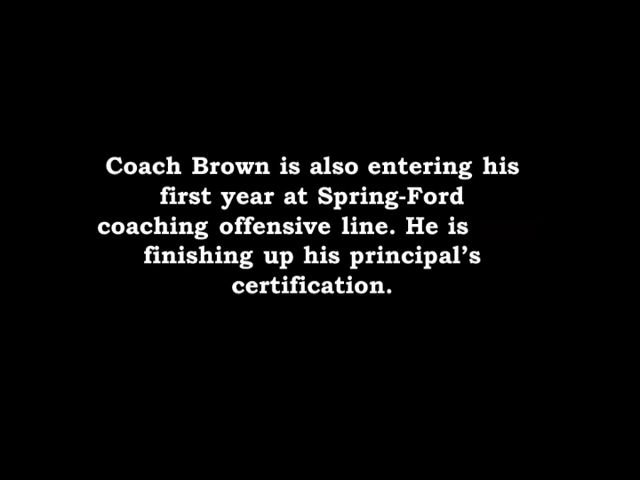 Coach Brown is also entering his
first year at Spring-Ford
coaching offensive line. He is
finishing up his principal’s
certification.